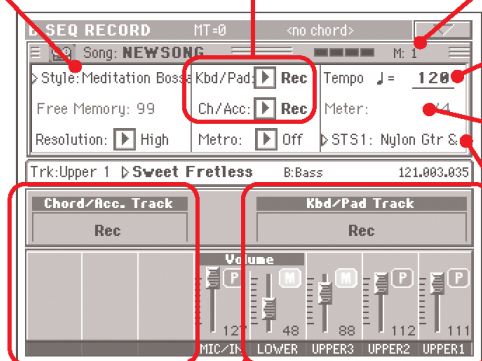 B.SEQ RECORD MT=0 <no chord>
Song: NEWSONG M: 1
Style:Meditation Bossa Kbd/Pad: Rec Tempo ♩= 120
Free Memory: 99 Ch/Acc: Rec Meter: /4
Resolution: High Metro: Off STS1: Nylon Gtr &
Trk:Upper 1 Sweet Fretless B:Bass 121.003.035
Chord/Acc. Track Kbd/Pad Track
Rec Rec
Volume
P M M P P
127 48 88 112 111
MIC/IN LOWER UPPER3 UPPER2 UPPER1